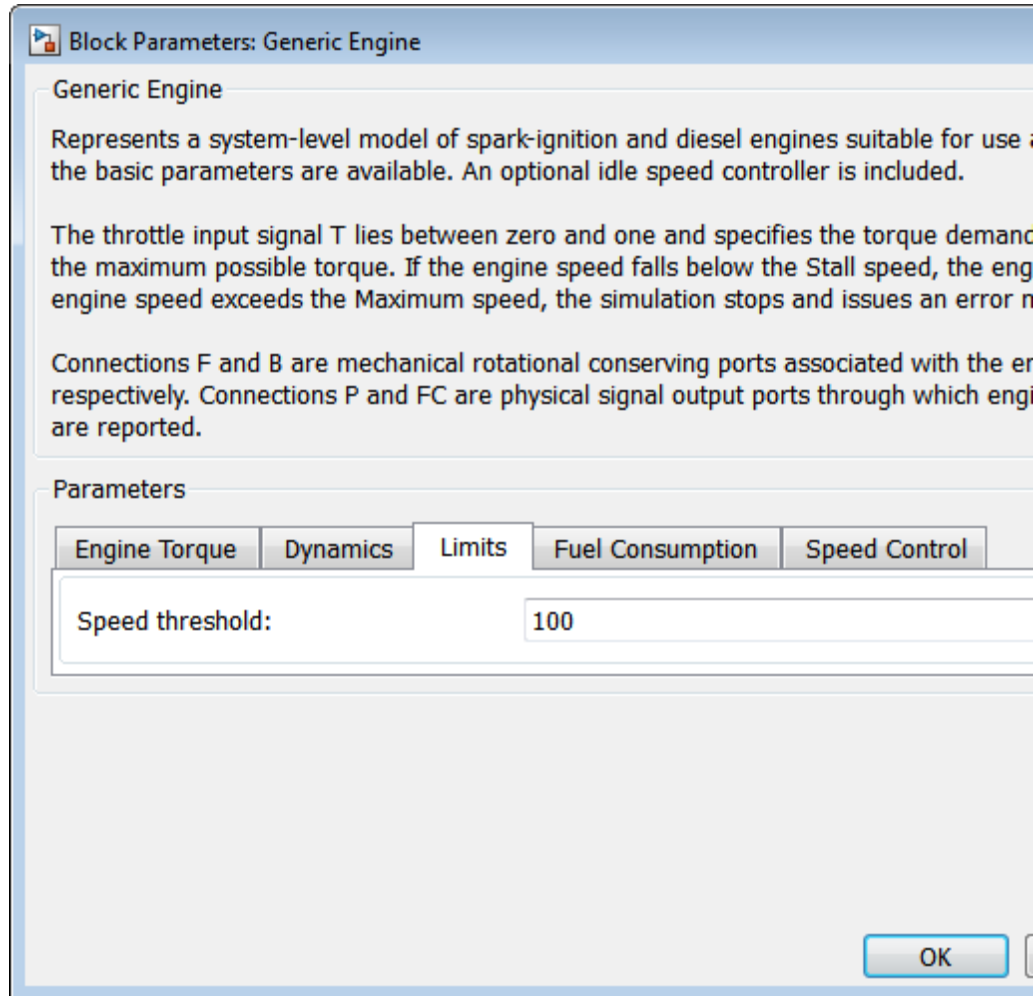 Block Parameters: Generic Engine
Generic Engine
Represents a system-level model of spark-ignition and diesel engines suitable for use
the basic parameters are available. An optional idle speed controller is included.
The throttle input signal T lies between zero and one and specifies the torque demand
the maximum possible torque. If the engine speed falls below the Stall speed, the
engine speed exceeds the Maximum speed, the simulation stops and issues an error
Connections F and B are mechanical rotational conserving ports associated with the
respectively. Connections P and FC are physical signal output ports through which
are reported.
Parameters
Engine Torque Dynamics Limits Fuel Consumption Speed Control
Speed threshold: 100
OK